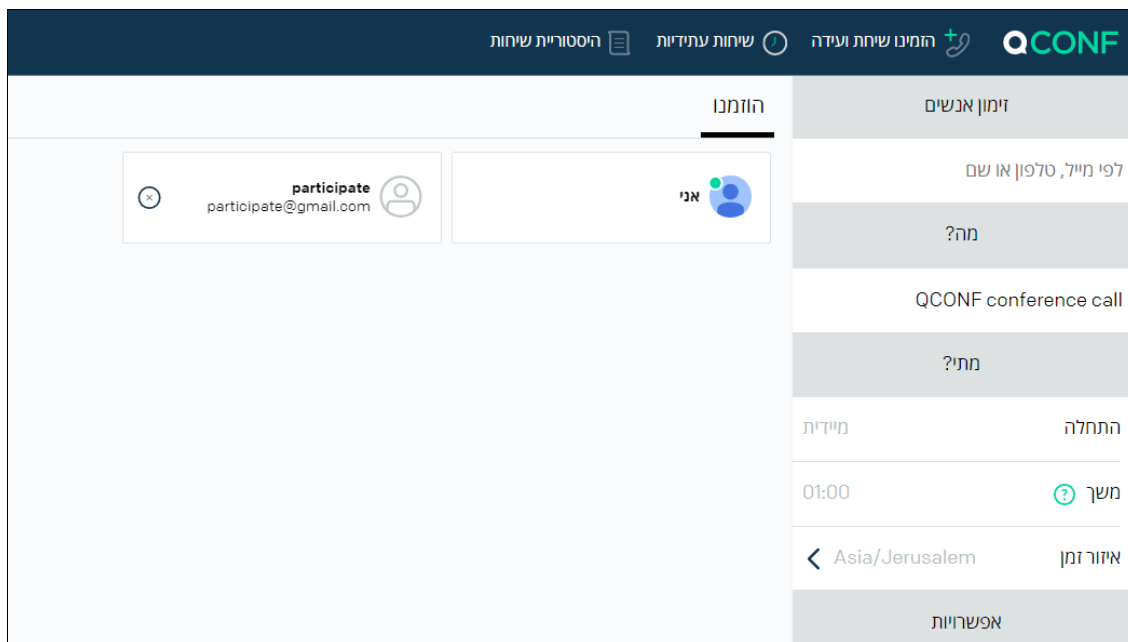 QCONF
הזמינו שיחת ועידה
שיחות עתידיות
היסטוריית שיחות
זימון אנשים
לפי מייל, טלפון או שם
מה?
QCONF conference call
מתי?
התחלה
מיידית
משך
?
01:00
איזור זמן
Asia/Jerusalem
אפשרויות
הוזמנו
אני
participate
participate@gmail.com